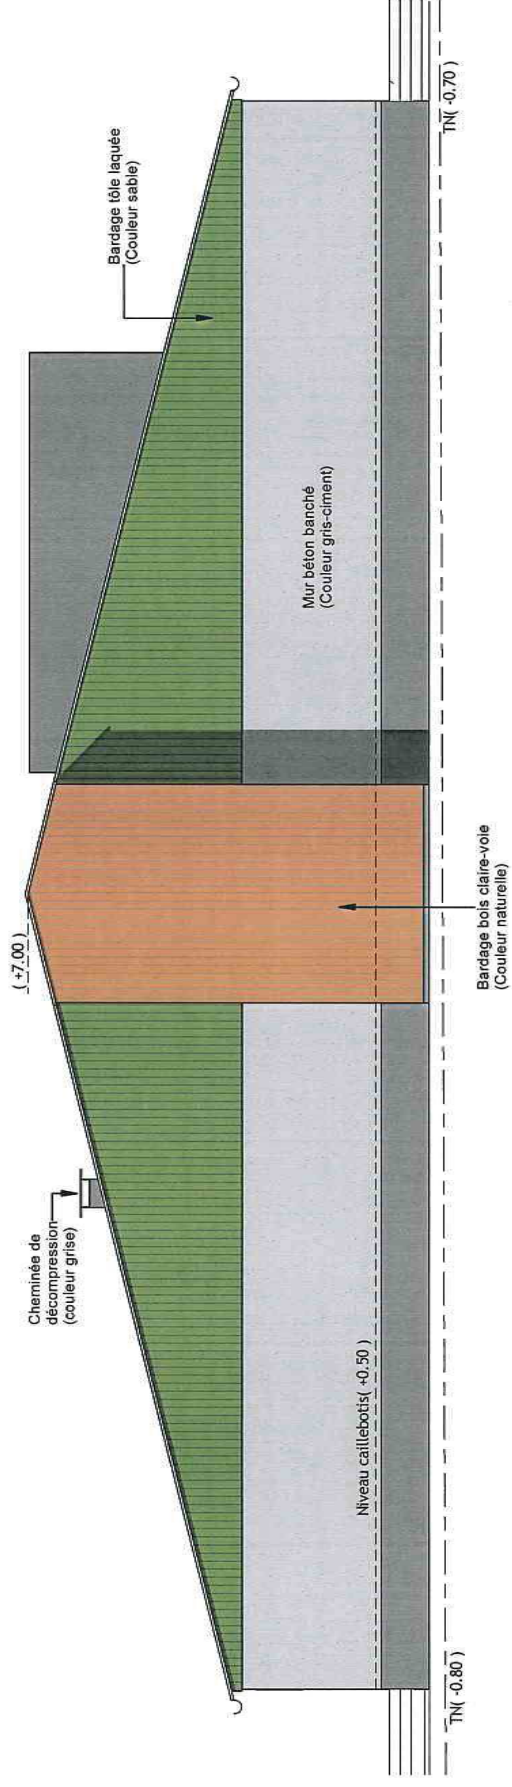 ( +7.00 )
Cheminée de
décompression
(couleur grise)
Bardage tôle laquée
(Couleur sable)
Mur béton banché
(Couleur gris-ciment)
Niveau caillebotis( +0.50 )
TN( -0.80 )
TN( -0.70 )
Bardage bois claire-voie
(Couleur naturelle)